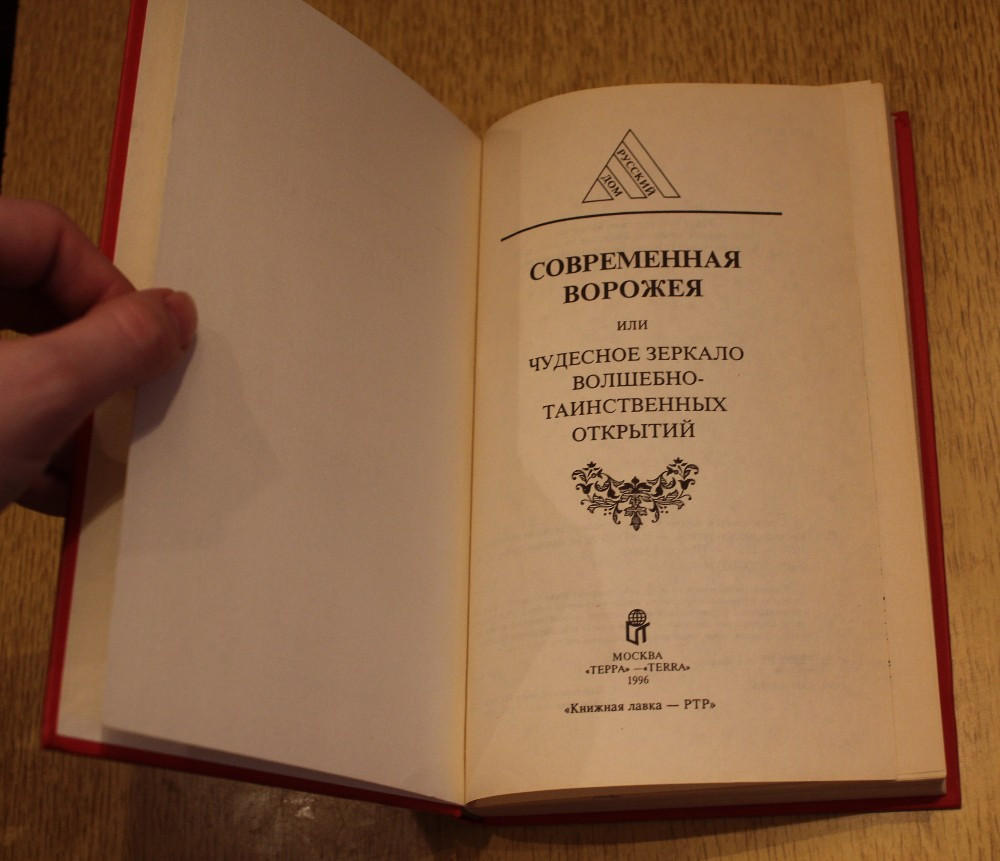 РУССКИЙ
ДОМ
СОВРЕМЕННАЯ
ВОРОЖЕЯ
ИЛИ
ЧУДЕСНОЕ ЗЕРКАЛО
ВОЛШЕБНО-
ТАИНСТВЕННЫХ
ОТКРЫТИЙ
МОСКВА
«ТЕРРА» —«TERRA»
1996
«Книжная лавка — РТР»